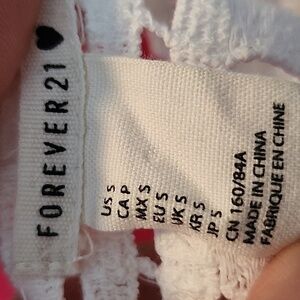 FOREVER 21
US S
CA P
MX S
EU S
UK S
KR S
JP S
CN 160/84A
MADE IN CHINA
FABRIQUE EN CHINE